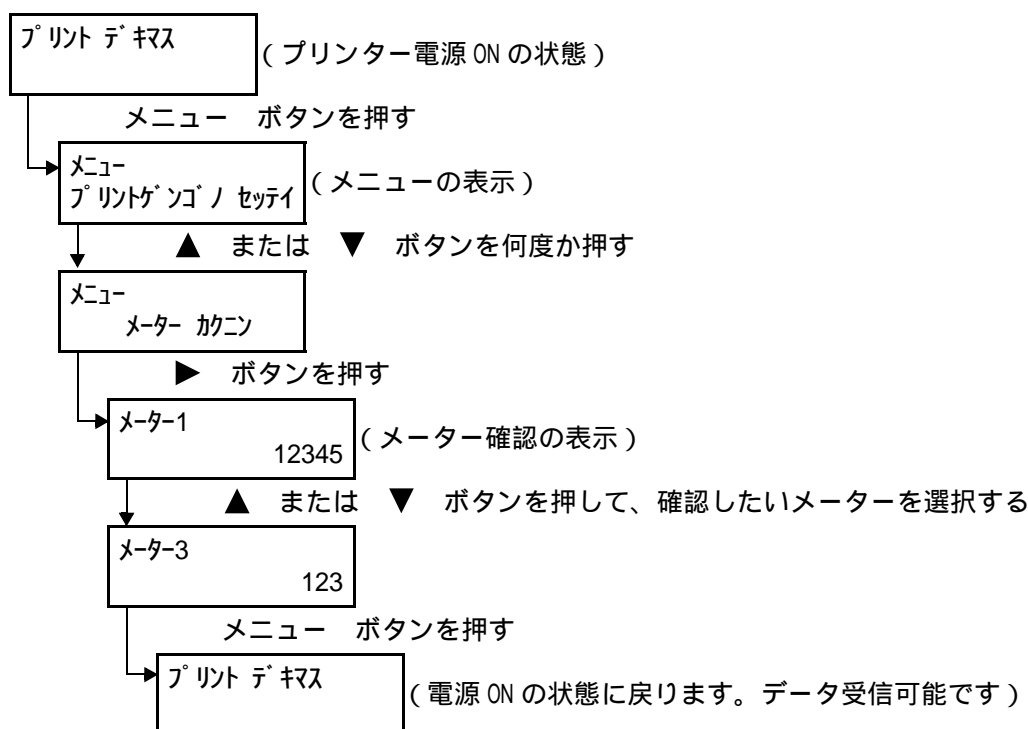 ﾌﾟﾘﾝﾄ ﾃﾞｷﾏｽ
(プリンター電源 ON の状態)
メニュー ボタンを押す
ﾒﾆｭｰ
ﾌﾟﾘﾝﾄｹﾞﾝｺﾞﾉ ｾｯﾃｲ
(メニューの表示)
▲ または ▼ ボタンを何度か押す
ﾒﾆｭｰ
ﾒｰﾀｰ ｶｸﾆﾝ
▶ ボタンを押す
ﾒｰﾀｰ1
12345
(メーター確認の表示)
▲ または ▼ ボタンを押して、確認したいメーターを選択する
ﾒｰﾀｰ3
123
メニュー ボタンを押す
ﾌﾟﾘﾝﾄ ﾃﾞｷﾏｽ
(電源 ON の状態に戻ります。データ受信可能です)